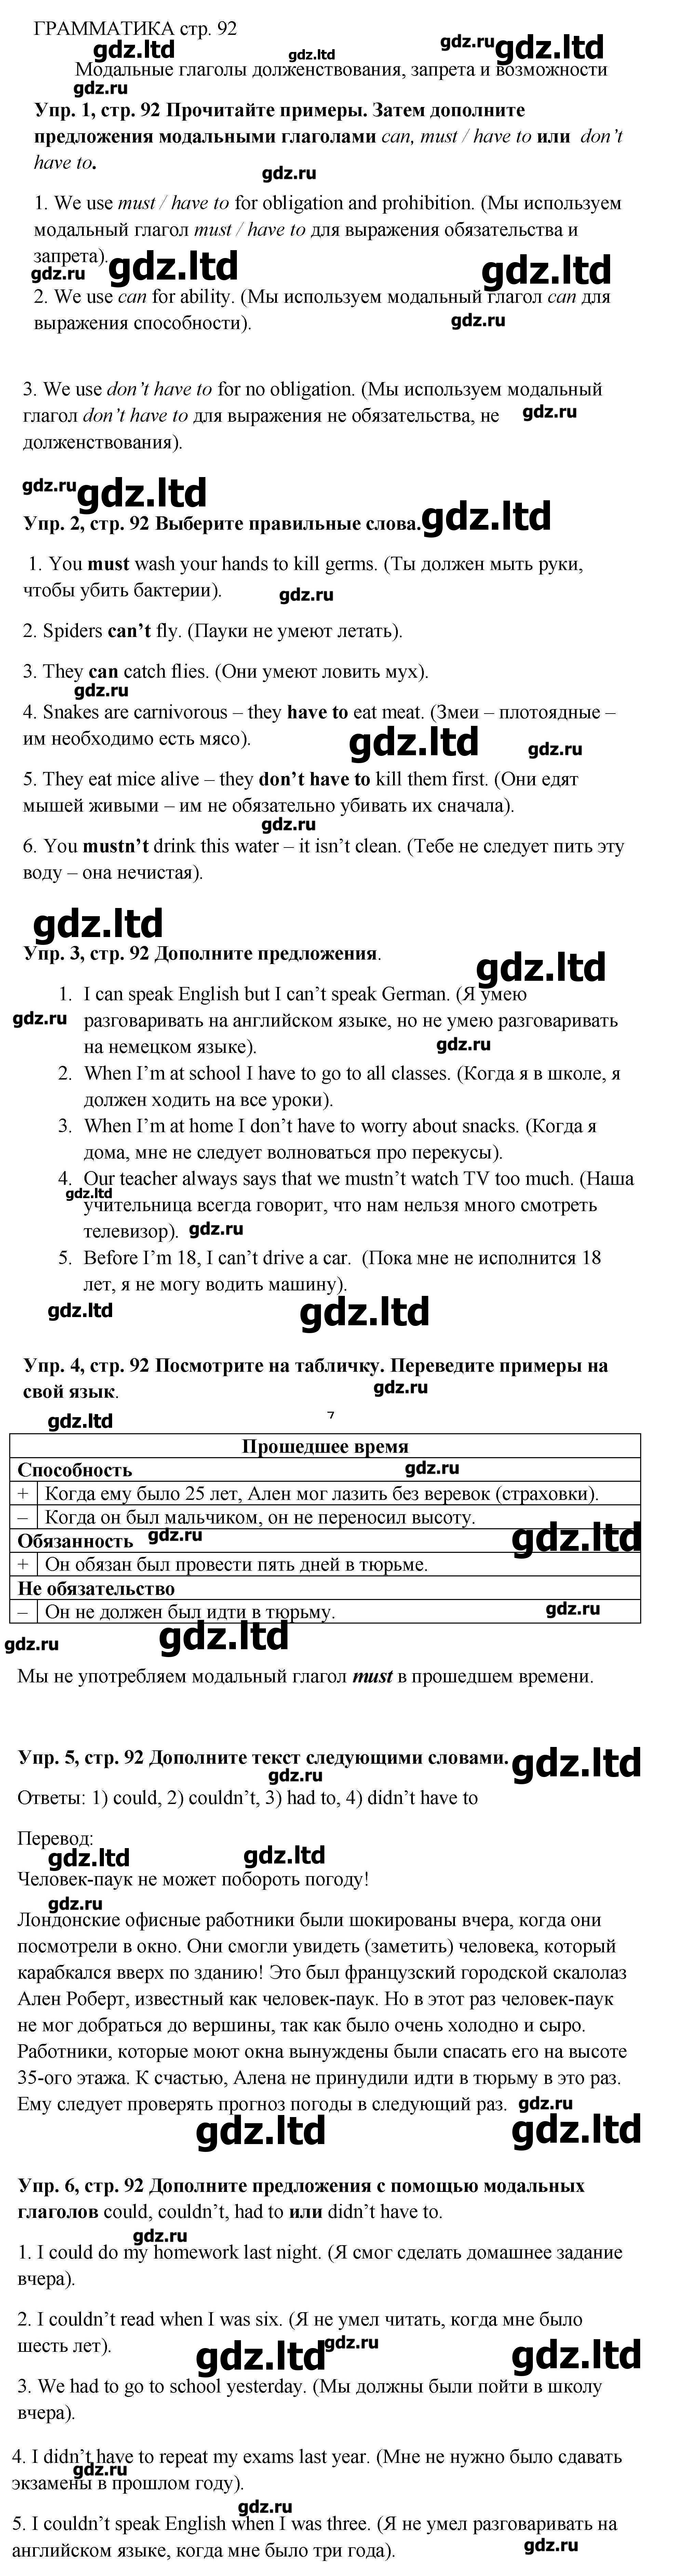 ГРАММАТИКА стр. 92
gdz.ltd gdz.ltd gdz.ru gdz.ltd
Модальные глаголы долженствования, запрета и возможности
gdz.ru
Упр. 1, стр. 92 Прочитайте примеры. Затем дополните
предложения модальными глаголами can, must / have to или don’t
have to.
gdz.ru
1. We use must / have to for obligation and prohibition. (Мы используем
модальный глагол must / have to для выражения обязательства и
запрета).
gdz.ru gdz.ltd gdz.ltd
2. We use can for ability. (Мы используем модальный глагол can для
выражения способности).
gdz.ru
3. We use don’t have to for no obligation. (Мы используем модальный
глагол don’t have to для выражения не обязательства, не
gdz.ru
долженствования).
gdz.ru gdz.ltd
Упр. 2, стр. 92 Выберите правильные слова.
gdz.ltd
1. You must wash your hands to kill germs. (Ты должен мыть руки,
чтобы убить бактерии).
gdz.ru
2. Spiders can’t fly. (Пауки не умеют летать).
3. They can catch flies. (Они умеют ловить мух).
gdz.ru
4. Snakes are carnivorous – they have to eat meat. (Змеи – плотоядные –
им необходимо есть мясо).
gdz.ltd gdz.ru
5. They eat mice alive – they don’t have to kill them first. (Они едят
мышей живыми – им не обязательно убивать их сначала).
gdz.ru
6. You mustn’t drink this water – it isn’t clean. (Тебе не следует пить эту
воду – она нечистая).
gdz.ltd
Упр. 3, стр. 92 Дополните предложения.
gdz.ltd
1. I can speak English but I can’t speak German. (Я умею
gdz.ru
разговаривать на английском языке, но не умею разговаривать
на немецком языке).
gdz.ru
2. When I’m at school I have to go to all classes. (Когда я в школе, я
должен ходить на все уроки).
3. When I’m at home I don’t have to worry about snacks. (Когда я
дома, мне не следует волноваться про перекусы).
4. Our teacher always says that we mustn’t watch TV too much. (Наша
gdz.ltd
учительница всегда говорит, что нам нельзя много смотреть
телевизор).
gdz.ru
5. Before I’m 18, I can’t drive a car. (Пока мне не исполнится 18
лет, я не могу водить машину).
gdz.ltd gdz.ltd
Упр. 4, стр. 92 Посмотрите на табличку. Переведите примеры на
свой язык.
gdz.ru
gdz.ltd
7
Прошедшее время
Способность
gdz.ru
+ Когда ему было 25 лет, Ален мог лазить без веревок (страховки).
– Когда он был мальчиком, он не переносил высоту.
Обязанность
gdz.ru gdz.ltd
+ Он обязан был провести пять дней в тюрьме.
Не обязательство
– Он не должен был идти в тюрьму.
gdz.ru
gdz.ru gdz.ltd
Мы не употребляем модальный глагол must в прошедшем времени.
Упр. 5, стр. 92 Дополните текст следующими словами.
gdz.ltd
gdz.ru
Ответы: 1) could, 2) couldn’t, 3) had to, 4) didn’t have to
Перевод:
gdz.ltd gdz.ltd
Человек-паук не может побороть погоду!
gdz.ru
Лондонские офисные работники были шокированы вчера, когда они
посмотрели в окно. Они смогли увидеть (заметить) человека, который
карабкался вверх по зданию! Это был французский городской скалолаз
Ален Роберт, известный как человек-паук. Но в этот раз человек-паук
не мог добраться до вершины, так как было очень холодно и сыро.
Работники, которые моют окна вынуждены были спасать его на высоте
35-ого этажа. К счастью, Алена не принудили идти в тюрьму в это раз.
Ему следует проверять прогноз погоды в следующий раз.
gdz.ru
gdz.ltd gdz.ltd
Упр. 6, стр. 92 Дополните предложения с помощью модальных
глаголов could, couldn’t, had to или didn’t have to.
gdz.ru
1. I could do my homework last night. (Я смог сделать домашнее задание
вчера).
2. I couldn’t read when I was six. (Я не умел читать, когда мне было
шесть лет).
gdz.ltd gdz.ru gdz.ltd
3. We had to go to school yesterday. (Мы должны были пойти в школу
вчера).
4. I didn’t have to repeat my exams last year. (Мне не нужно было сдавать
gdz.ru
экзамены в прошлом году).
gdz.ru
5. I couldn’t speak English when I was three. (Я не умел разговаривать на
английском языке, когда мне было три года).
gdz.ru